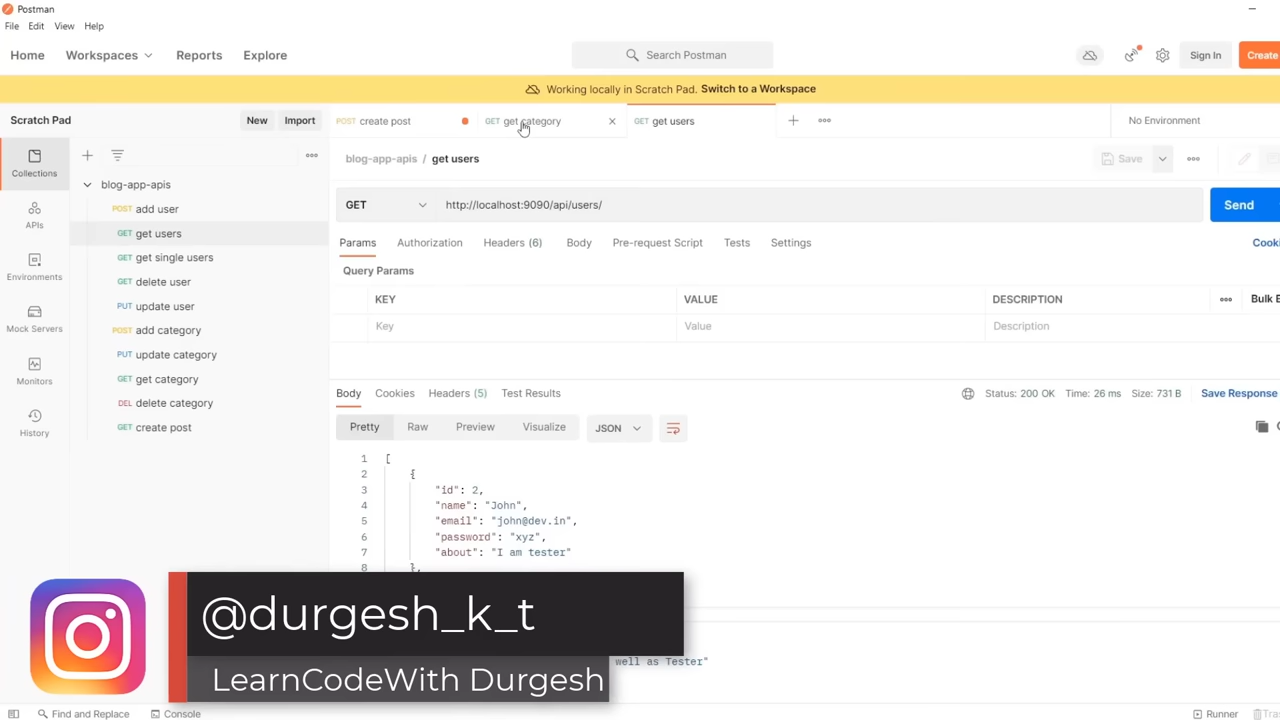 Postman
File Edit View Help
Home Workspaces Reports Explore Search Postman Sign In Create
Working locally in Scratch Pad. Switch to a Workspace
Scratch Pad New Import POST create post GET get category GET get users No Environment
blog-app-apis / get users Save
Collections
APIs
Environments
Mock Servers
Monitors
History
blog-app-apis
POST add user
GET get users
GET get single users
GET delete user
PUT update user
POST add category
PUT update category
GET get category
DEL delete category
GET create post
GET http://localhost:9090/api/users/ Send
Params Authorization Headers (6) Body Pre-request Script Tests Settings
Query Params
KEY VALUE DESCRIPTION
Key Value Description
Body Cookies Headers (5) Test Results Status: 200 OK Time: 26 ms Size: 731 B Save Response
Pretty Raw Preview Visualize JSON
1 [
2 {
3 "id": 2,
4 "name": "John",
5 "email": "john@dev.in",
6 "password": "xyz",
7 "about": "I am tester"
8 },
well as Tester"
@durgesh_k_t
LearnCodeWith Durgesh
Find and Replace Console Runner